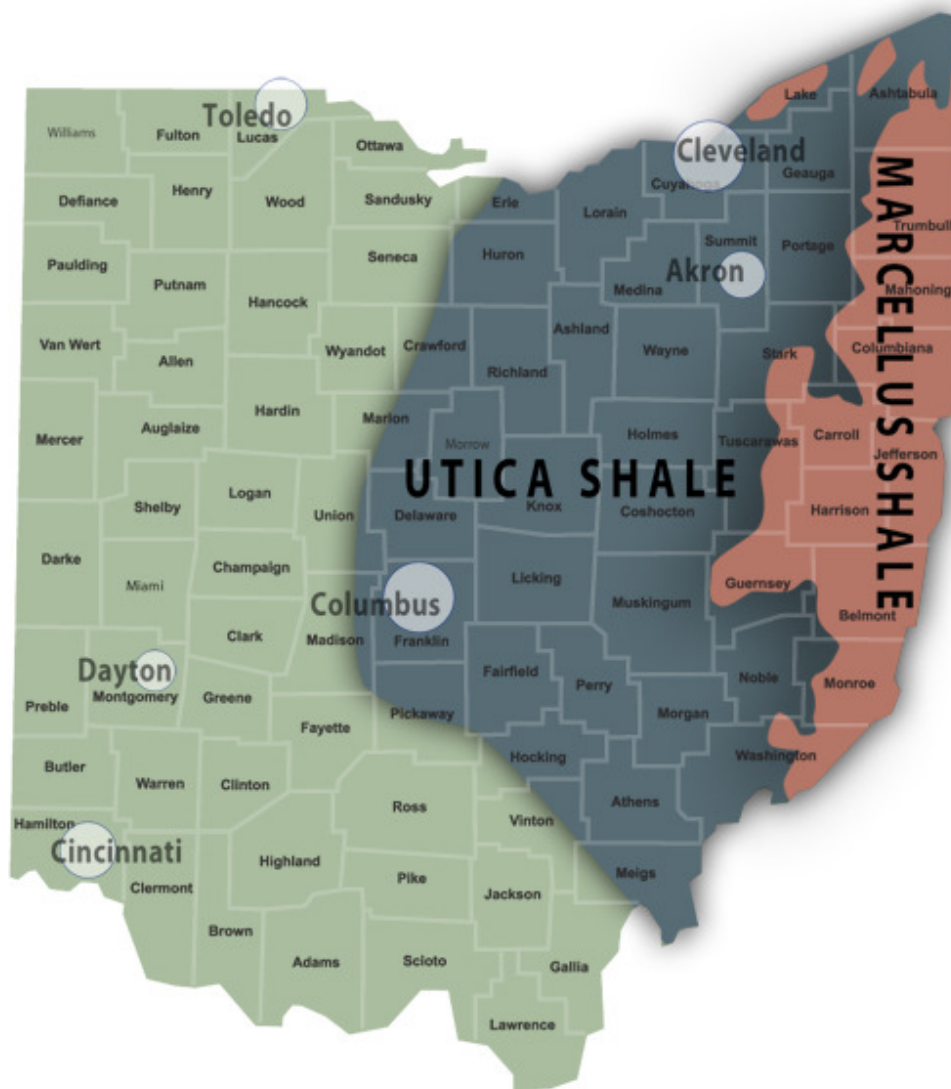 Lake
Ashtabula
Williams
Toledo
Fulton
Lucas
Ottawa
Cleveland
Geauga
Cuyahoga
Henry
Defiance
Wood
Sandusky
Erie
Lorain
MARCELLUS SHALE
Trumbull
Summit
Portage
Huron
Seneca
Paulding
Akron
Putnam
Medina
Mahoning
Hancock
Ashland
Van Wert
Crawford
Wyandot
Wayne
Stark
Columbiana
Allen
Richland
Hardin
Marion
Mercer
Auglaize
Morrow
Holmes
Tuscarawas
Carroll
Jefferson
UTICA SHALE
Logan
Shelby
Union
Delaware
Knox
Coshocton
Harrison
Darke
Champaign
Miami
Licking
Guernsey
Columbus
Muskingum
Belmont
Clark
Madison
Franklin
Dayton
Fairfield
Perry
Noble
Monroe
Montgomery
Greene
Preble
Pickaway
Morgan
Fayette
Washington
Hocking
Butler
Warren
Clinton
Athens
Ross
Hamilton
Vinton
Cincinnati
Highland
Meigs
Clermont
Pike
Jackson
Brown
Adams
Scioto
Gallia
Lawrence